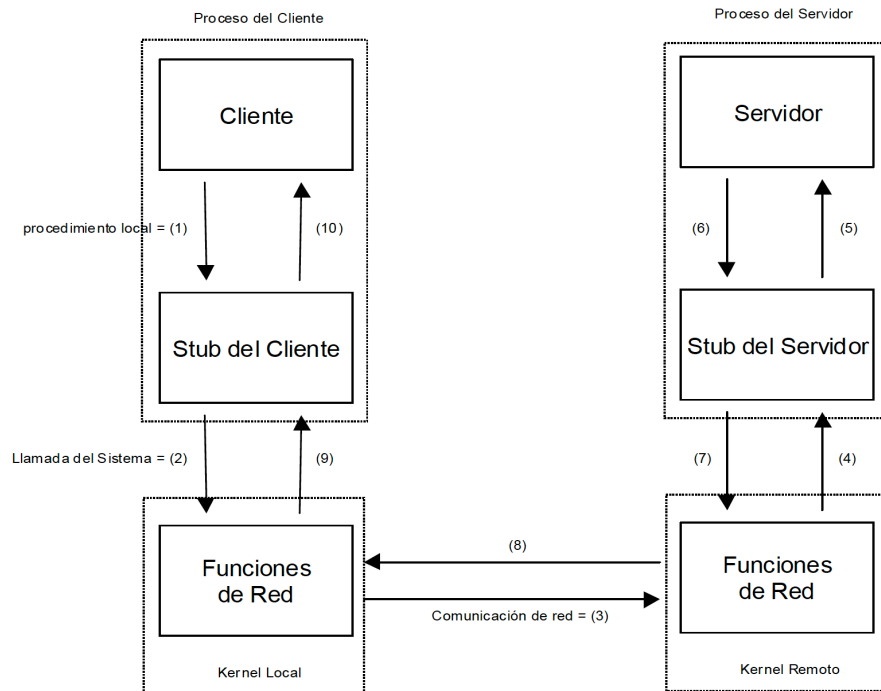 Proceso del Cliente
Proceso del Servidor
Cliente
Servidor
procedimiento local = (1)
(10)
(6)
(5)
Stub del Cliente
Stub del Servidor
Llamada del Sistema = (2)
(9)
(7)
(4)
(8)
Funciones
de Red
Funciones
de Red
Comunicación de red = (3)
Kernel Local
Kernel Remoto